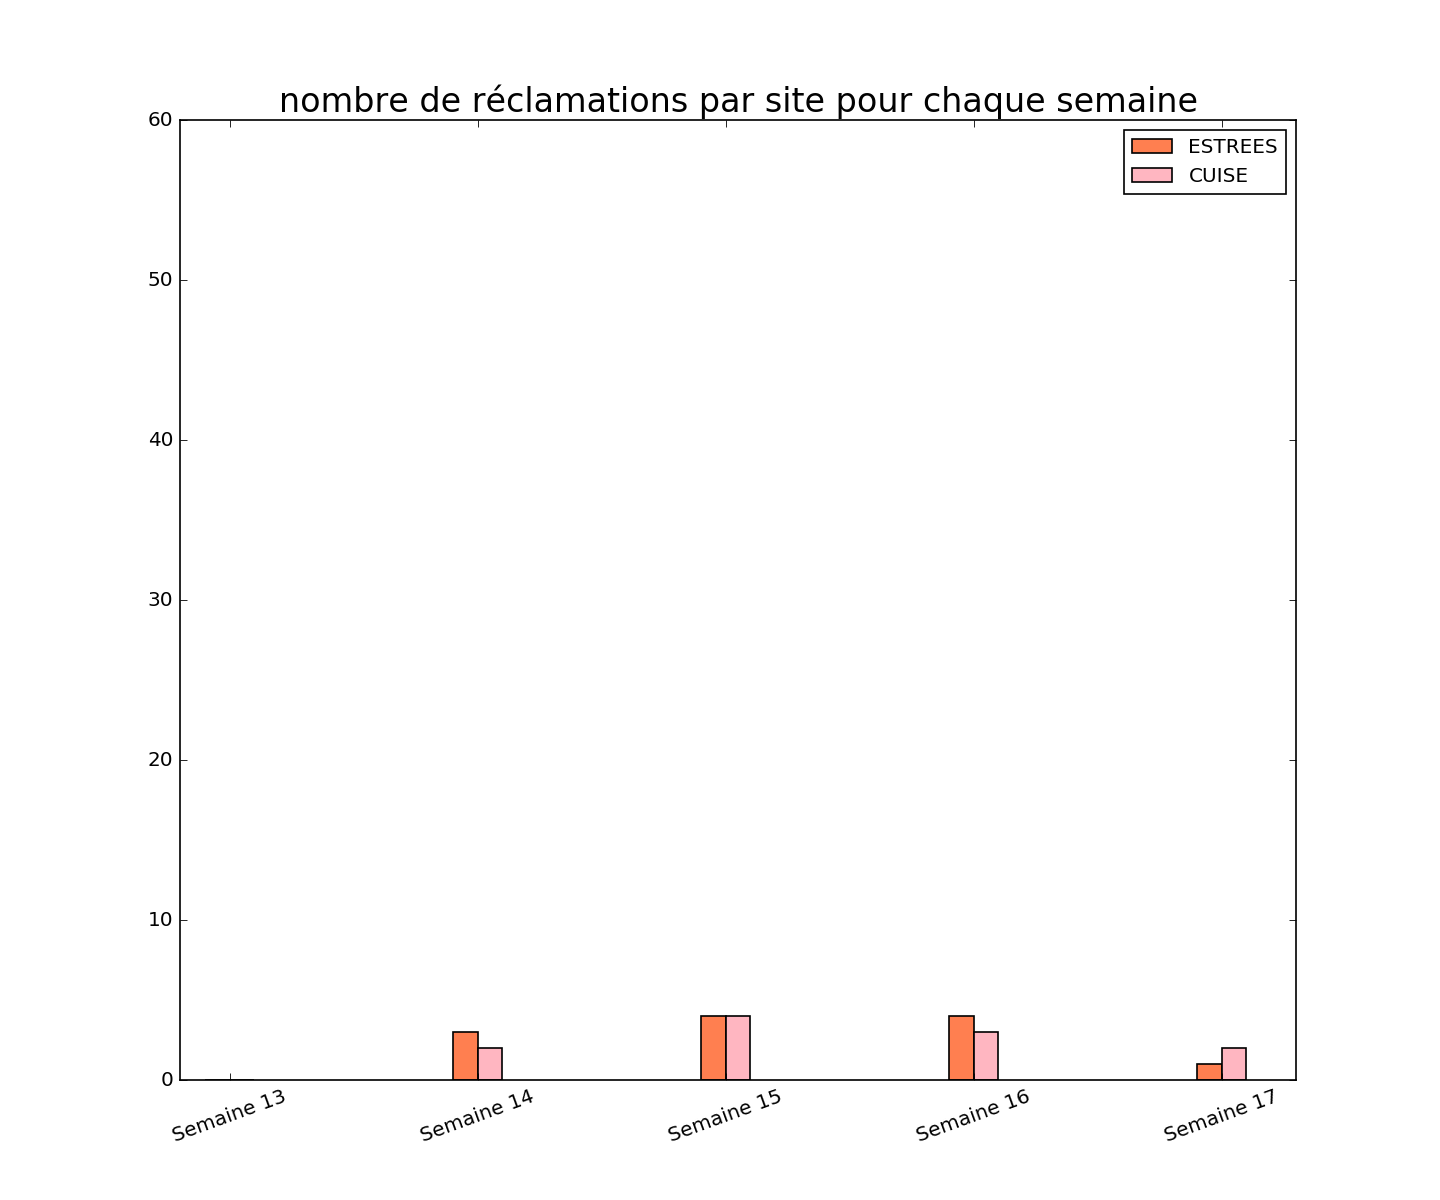 nombre de réclamations par site pour chaque semaine
60
ESTREES
CUISE
50
40
30
20
10
0
Semaine 13
Semaine 14
Semaine 15
Semaine 16
Semaine 17